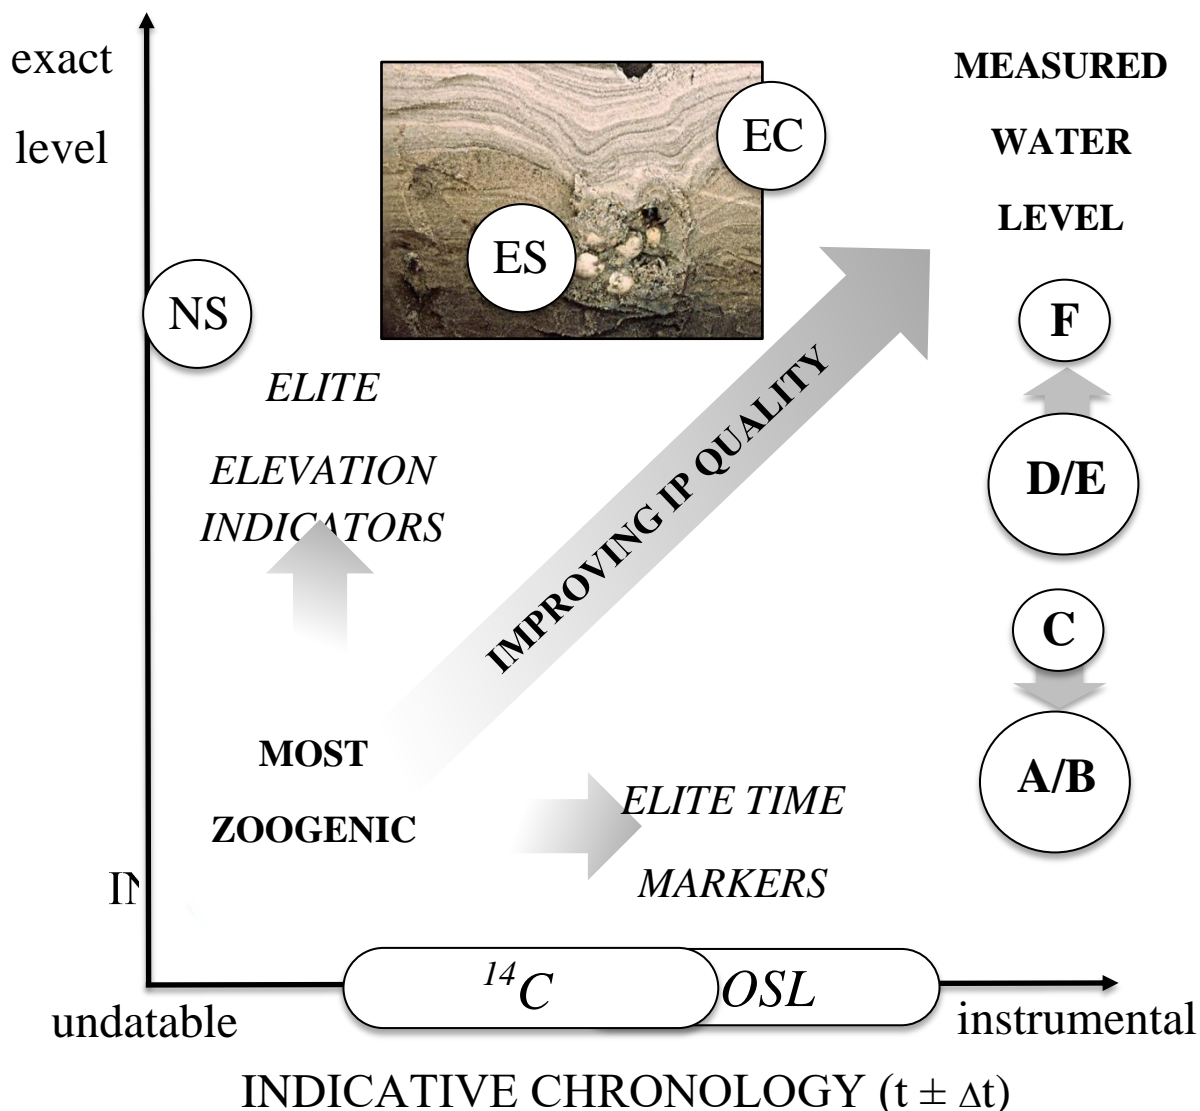 exact
level
MEASURED
WATER
LEVEL
EC
ES
NS
F
ELITE
ELEVATION
INDICATORS
IMPROVING IP QUALITY
D/E
C
MOST
ZOOGENIC
ELITE TIME
MARKERS
A/B
IN
¹⁴C
OSL
undatable
instrumental
INDICATIVE CHRONOLOGY (t ± Δt)